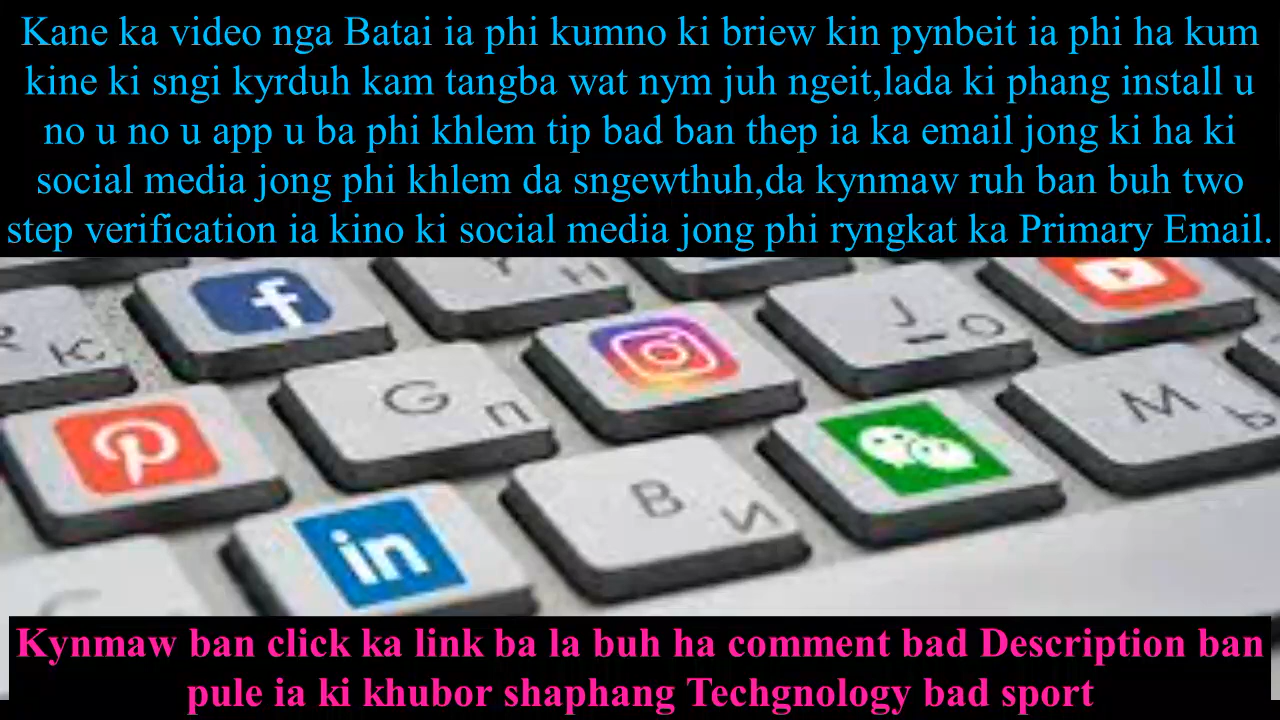 Kane ka video nga Batai ia phi kumno ki briew kin pynbeit ia phi ha kum
kine ki sngi kyrduh kam tangba wat nym juh ngeit,lada ki phang install u
no u no u app u ba phi khlem tip bad ban thep ia ka email jong ki ha ki
social media jong phi khlem da sngewthuh,da kynmaw ruh ban buh two
step verification ia kino ki social media jong phi ryngkat ka Primary Email.
Y H
K
f
J O
G П
M Ь
P
B И
in
C
Kynmaw ban click ka link ba la buh ha comment bad Description ban
pule ia ki khubor shaphang Techgnology bad sport